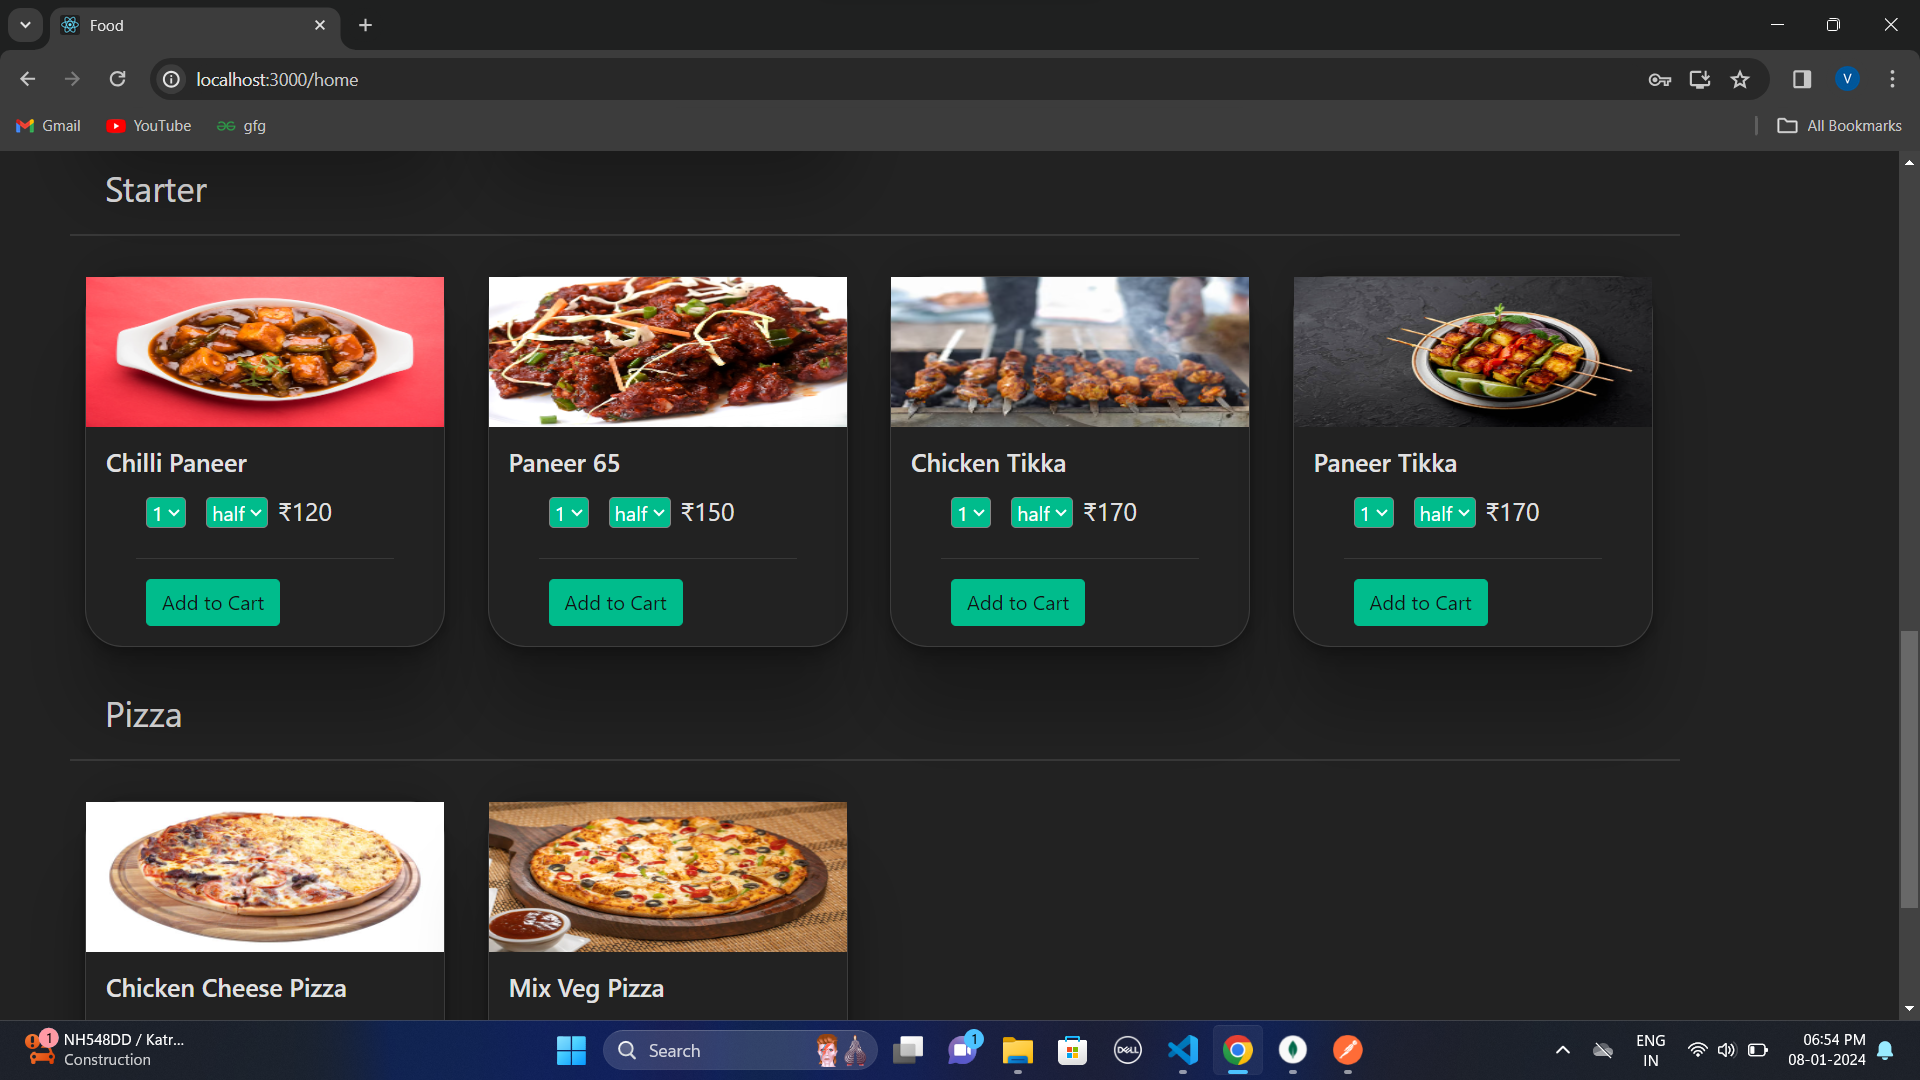 Food
localhost:3000/home
V
Gmail
YouTube
gfg
All Bookmarks
Starter
Chilli Paneer
1 half ₹120
Add to Cart
Paneer 65
1 half ₹150
Add to Cart
Chicken Tikka
1 half ₹170
Add to Cart
Paneer Tikka
1 half ₹170
Add to Cart
Pizza
Chicken Cheese Pizza
Mix Veg Pizza
1
NH548DD / Katr...
Construction
Search
1
DELL
ENG
IN
06:54 PM
08-01-2024